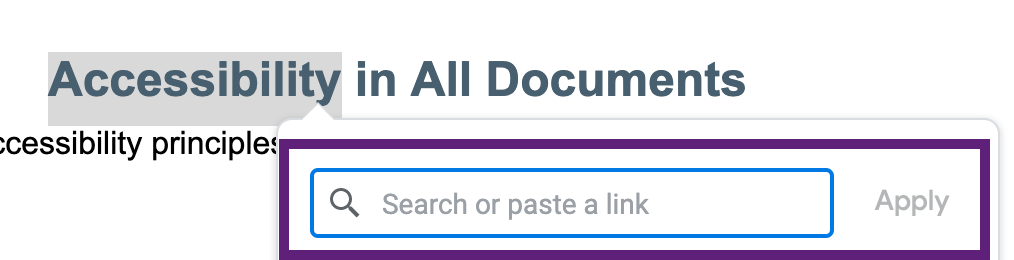 Accessibility in All Documents
ccessibility principles
Search or paste a link
Apply